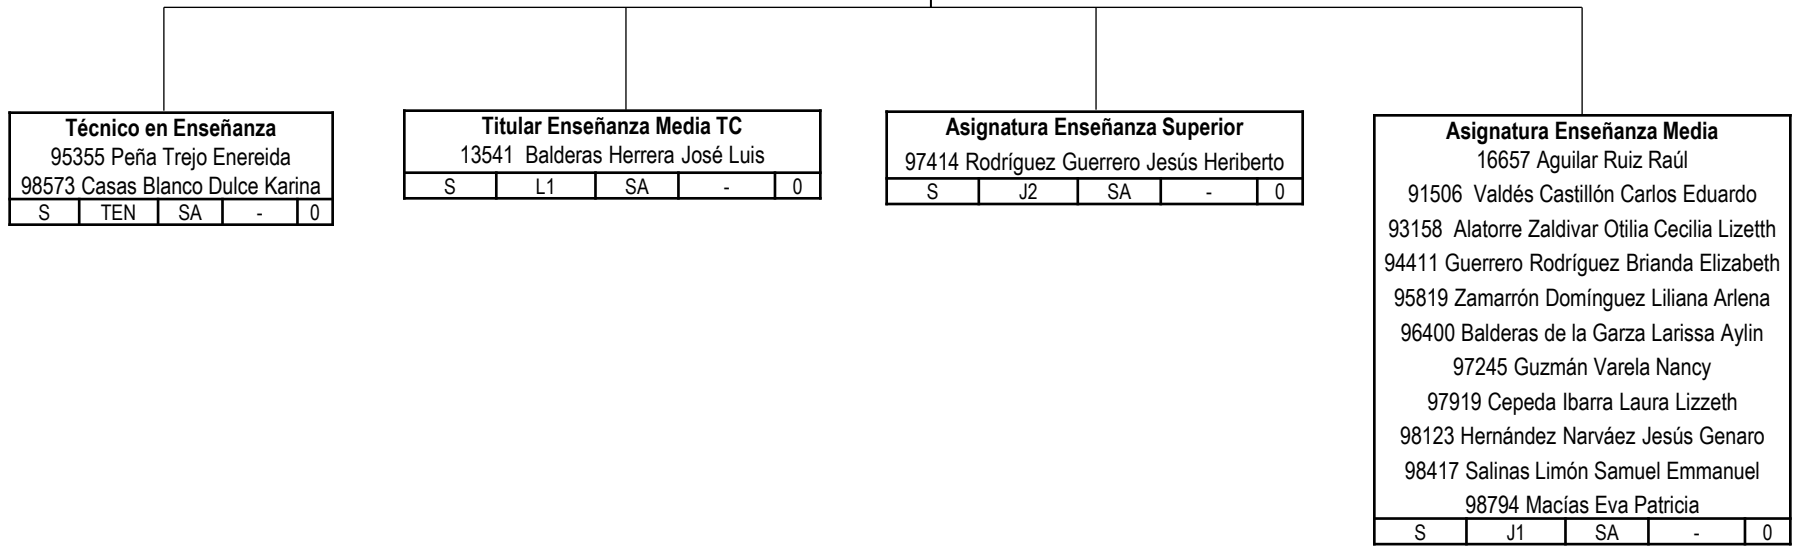 Técnico en Enseñanza
95355 Peña Trejo Enereida
98573 Casas Blanco Dulce Karina
S TEN SA - 0
Titular Enseñanza Media TC
13541 Balderas Herrera José Luis
S L1 SA - 0
Asignatura Enseñanza Superior
97414 Rodríguez Guerrero Jesús Heriberto
S J2 SA - 0
Asignatura Enseñanza Media
16657 Aguilar Ruiz Raúl
91506 Valdés Castillón Carlos Eduardo
93158 Alatorre Zaldivar Otilia Cecilia Lizetth
94411 Guerrero Rodríguez Brianda Elizabeth
95819 Zamarrón Domínguez Liliana Arlena
96400 Balderas de la Garza Larissa Aylin
97245 Guzmán Varela Nancy
97919 Cepeda Ibarra Laura Lizzeth
98123 Hernández Narváez Jesús Genaro
98417 Salinas Limón Samuel Emmanuel
98794 Macías Eva Patricia
S J1 SA - 0